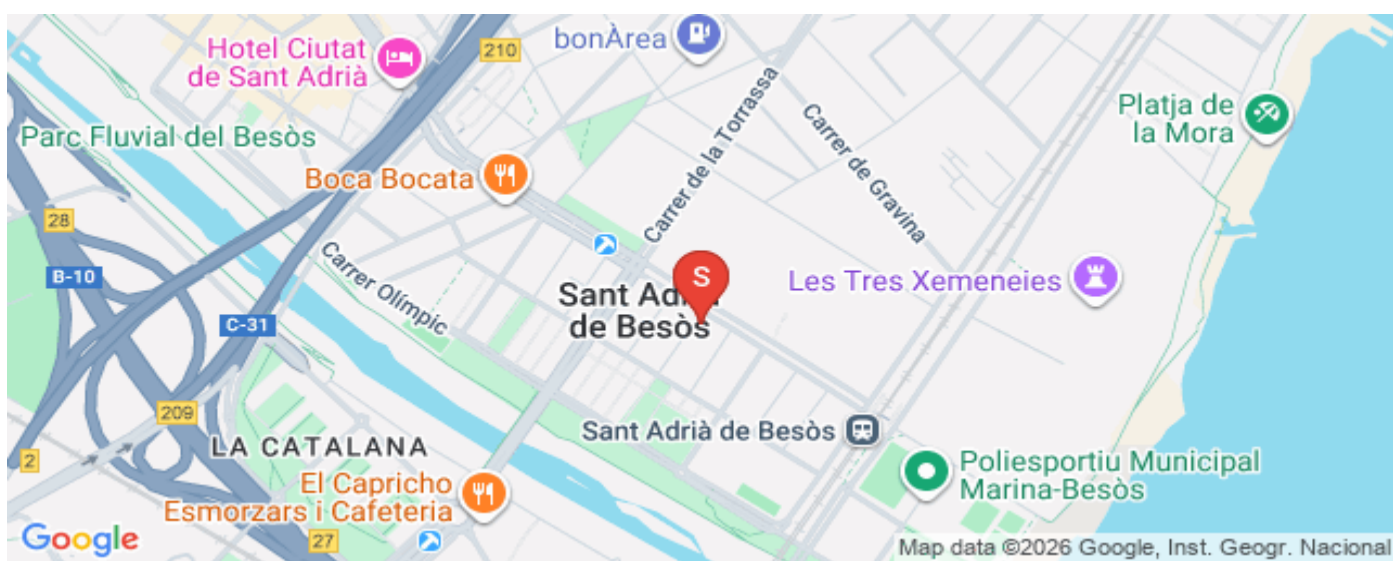 Hotel Ciutat
de Sant Adrià
210
bonÀrea
Platja de
la Mora
Parc Fluvial del Besòs
Boca Bocata
Carrer de la Torrassa
Carrer de Gravina
28
B-10
Carrer Olímpic
C-31
S
Sant Adrià
de Besòs
Les Tres Xemeneies
209
LA CATALANA
2
Sant Adrià de Besòs
El Capricho
Esmorzars i Cafeteria
Poliesportiu Municipal
Marina-Besòs
27
Google
Map data ©2026 Google, Inst. Geogr. Nacional